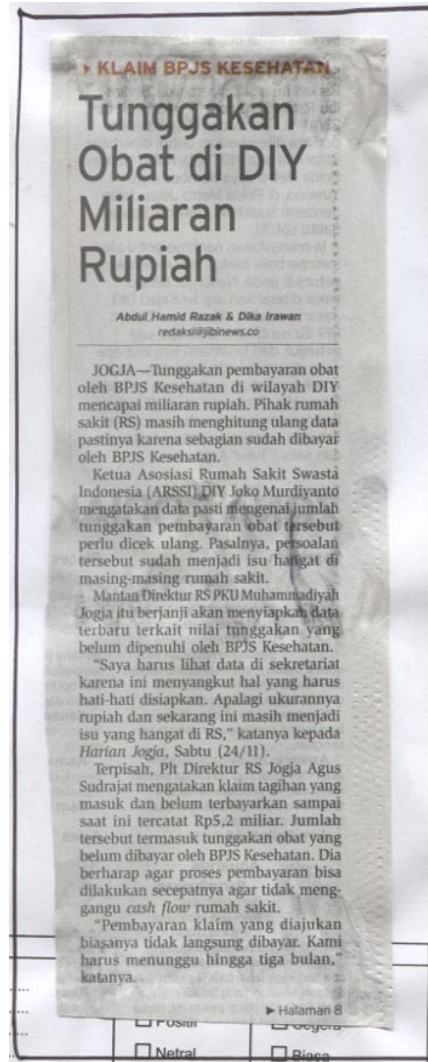 ▸ KLAIM BPJS KESEHATAN
Tunggakan
Obat di DIY
Miliaran
Rupiah
Abdul Hamid Razak & Dika Irawan
redaksi@jibinews.co
JOGJA—Tunggakan pembayaran obat
oleh BPJS Kesehatan di wilayah DIY
mencapai miliaran rupiah. Pihak rumah
sakit (RS) masih menghitung ulang data
pastinya karena sebagian sudah dibayar
oleh BPJS Kesehatan.
Ketua Asosiasi Rumah Sakit Swasta
Indonesia (ARSSI) DIY Joko Murdiyanto
mengatakan data pasti mengenai jumlah
tunggakan pembayaran obat tersebut
perlu dicek ulang. Pasalnya, persoalan
tersebut sudah menjadi isu hangat di
masing-masing rumah sakit.
Mantan Direktur RS PKU Muhammadiyah
Jogja itu berjanji akan menyiapkan data
terbaru terkait nilai tunggakan yang
belum dipenuhi oleh BPJS Kesehatan.
"Saya harus lihat data di sekretariat
karena ini menyangkut hal yang harus
hati-hati disiapkan. Apalagi ukurannya
rupiah dan sekarang ini masih menjadi
isu yang hangat di RS," katanya kepada
Harian Jogja, Sabtu (24/11).
Terpisah, Plt Direktur RS Jogja Agus
Sudrajat mengatakan klaim tagihan yang
masuk dan belum terbayarkan sampai
saat ini tercatat Rp5,2 miliar. Jumlah
tersebut termasuk tunggakan obat yang
belum dibayar oleh BPJS Kesehatan. Dia
berharap agar proses pembayaran bisa
dilakukan secepatnya agar tidak meng-
gangu cash flow rumah sakit.
"Pembayaran klaim yang diajukan
biasanya tidak langsung dibayar. Kami
harus menunggu hingga tiga bulan,"
katanya.
▸ Halaman 8
Positif
Segera
Netral
Biasa